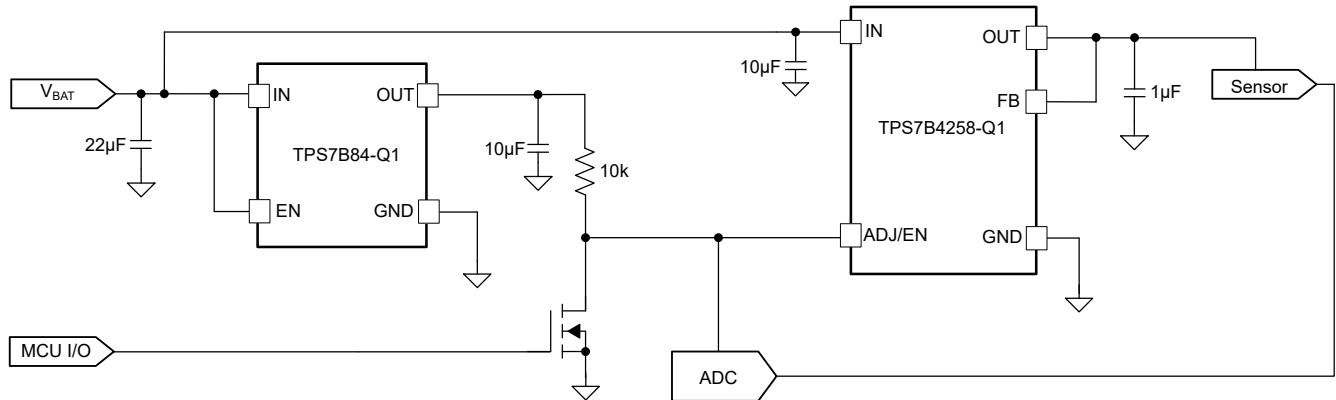 V_BAT
22µF
IN
OUT
EN
GND
TPS7B84-Q1
10µF
10k
10µF
IN
OUT
FB
TPS7B4258-Q1
ADJ/EN
GND
1µF
Sensor
MCU I/O
ADC